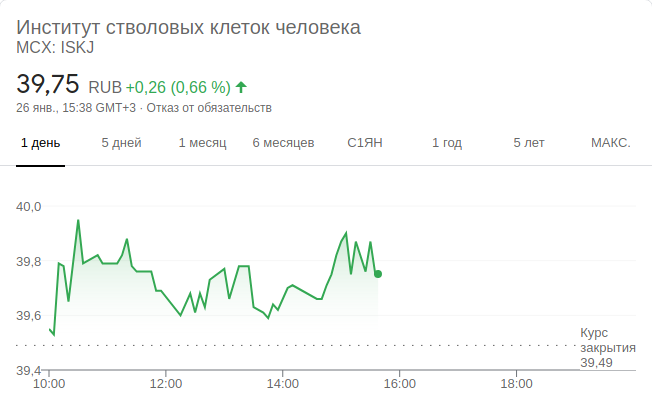 Институт стволовых клеток человека
MCX: ISKJ
39,75 RUB +0,26 (0,66 %)
26 янв., 15:38 GMT+3 · Отказ от обязательств
1 день 5 дней 1 месяц 6 месяцев С1ЯН 1 год 5 лет МАКС.
40,0
39,8
39,6
Курс
закрытия
39,49
39,4
10:00 12:00 14:00 16:00 18:00